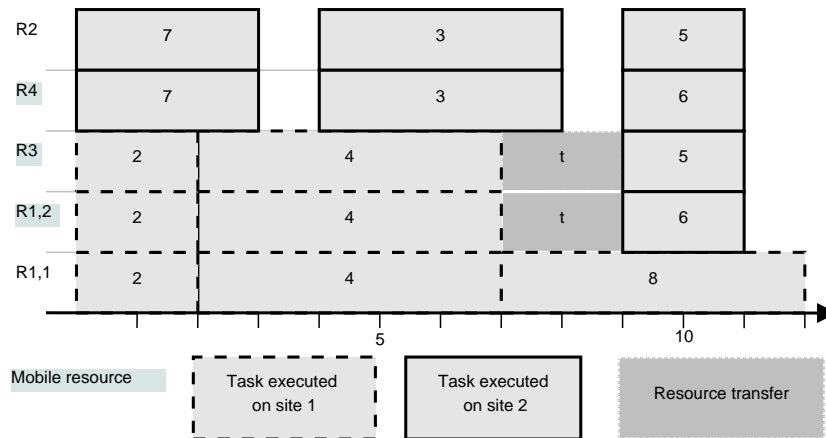 R2 7 3 5
R4 7 3 6
R3 2 4 t 5
R1,2 2 4 t 6
R1,1 2 4 8
5 10
Mobile resource
Task executed
on site 1
Task executed
on site 2
Resource transfer